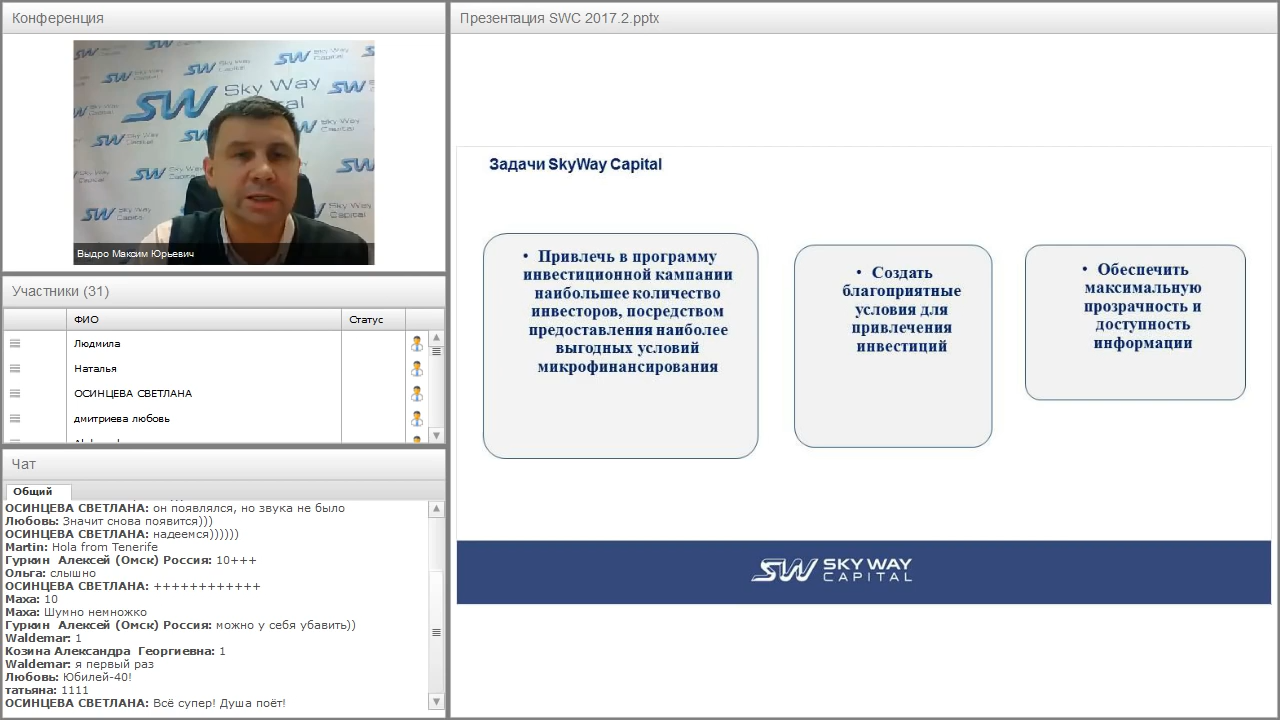 Конференция
SW Sky Way Capital
Выдро Максим Юрьевич
Участники (31)
ФИО Статус
Людмила
Наталья
ОСИНЦЕВА СВЕТЛАНА
дмитриева любовь
Чат
Общий
ОСИНЦЕВА СВЕТЛАНА: он появлялся, но звука не было
Любовь: Значит снова появится)))
ОСИНЦЕВА СВЕТЛАНА: надеемся))))))
Martin: Hola from Tenerife
Гуркин Алексей (Омск) Россия: 10+++
Ольга: слышно
ОСИНЦЕВА СВЕТЛАНА: ++++++++++++
Маха: 10
Маха: Шумно немножко
Гуркин Алексей (Омск) Россия: можно у себя убавить))
Waldemar: 1
Козина Александра Георгиевна: 1
Waldemar: я первый раз
Любовь: Юбилей-40!
татьяна: 1111
ОСИНЦЕВА СВЕТЛАНА: Всё супер! Душа поёт!
Презентация SWC 2017.2.pptx
Задачи SkyWay Capital
• Привлечь в программу
инвестиционной кампании
наибольшее количество
инвесторов, посредством
предоставления наиболее
выгодных условий
микрофинансирования
• Создать
благоприятные
условия для
привлечения
инвестиций
• Обеспечить
максимальную
прозрачность и
доступность
информации
SW SKY WAY
CAPITAL